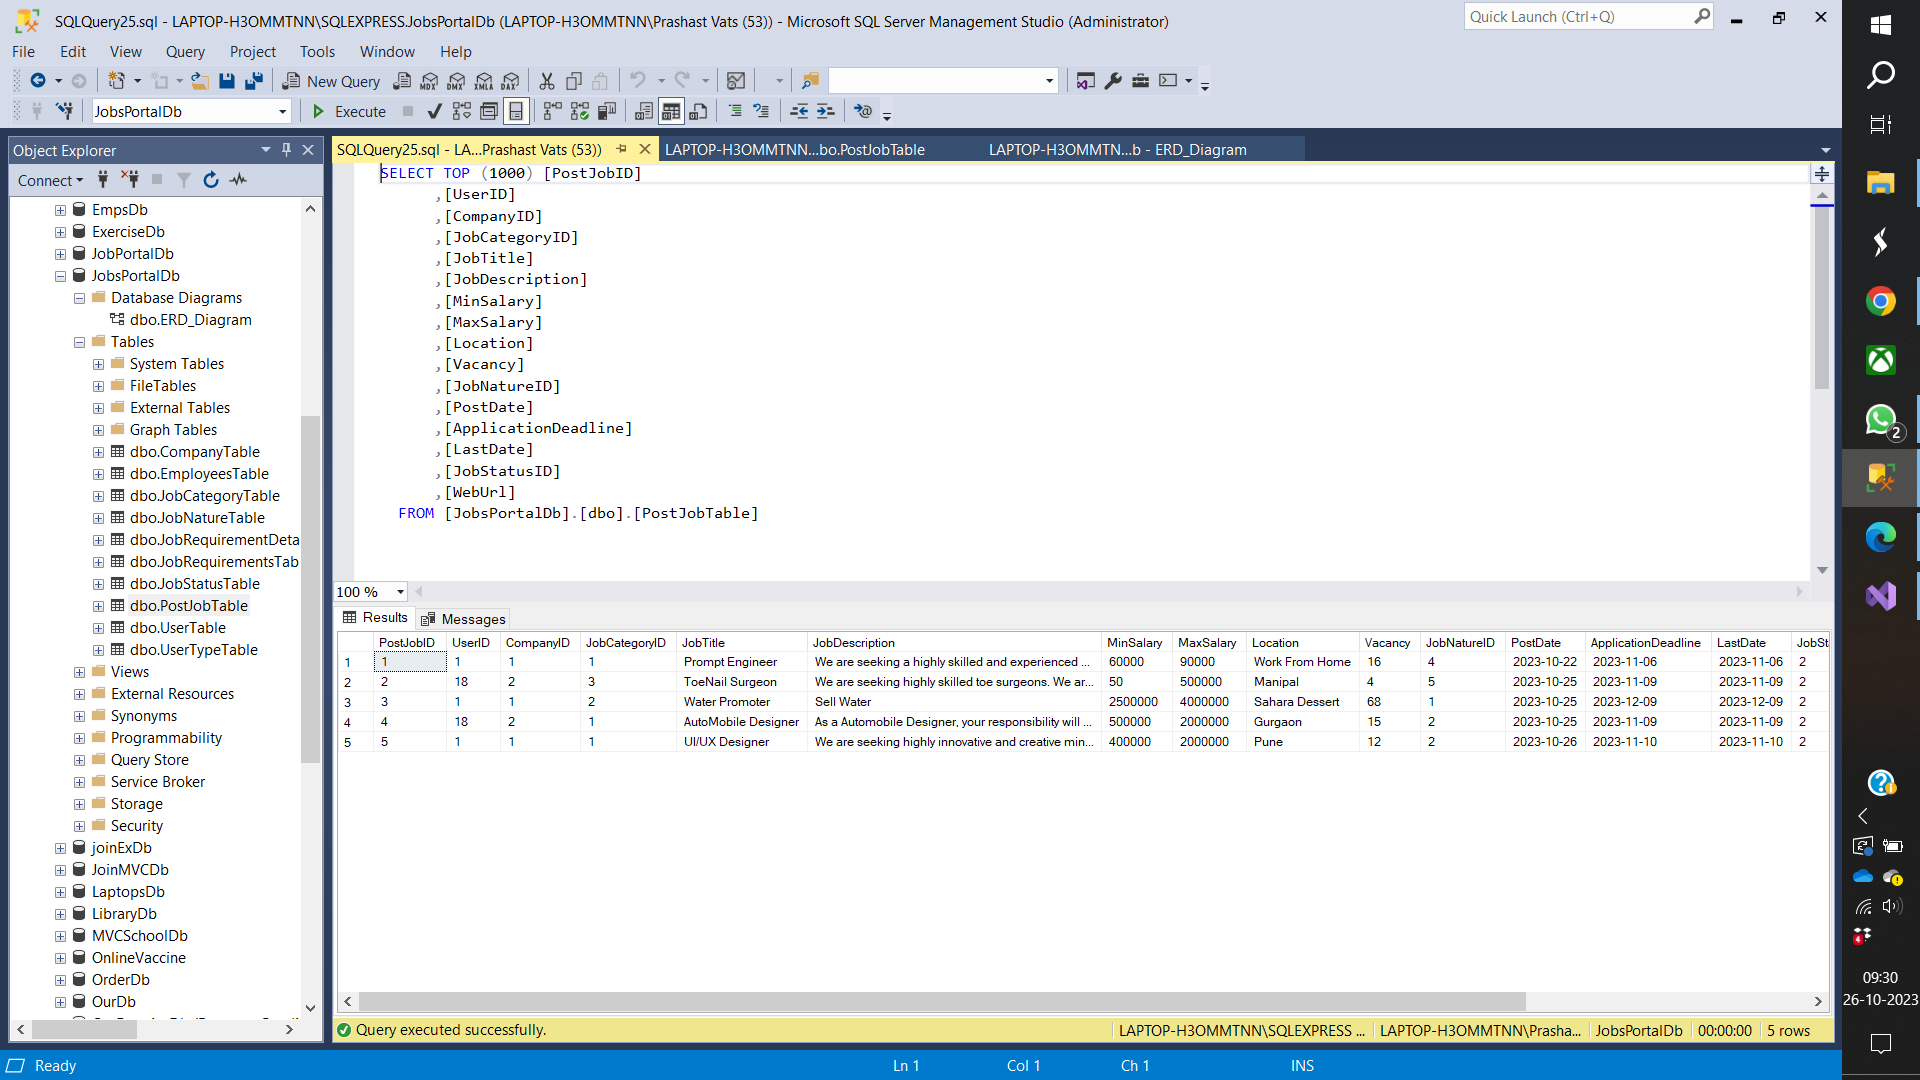 SQLQuery25.sql - LAPTOP-H3OMMTNN\SQLEXPRESS.JobsPortalDb (LAPTOP-H3OMMTNN\Prashast Vats (53)) - Microsoft SQL Server Management Studio (Administrator)
Quick Launch (Ctrl+Q)
File Edit View Query Project Tools Window Help
New Query MDX DMX XMLA DAX
JobsPortalDb Execute
Object Explorer
Connect
EmpsDb
ExerciseDb
JobPortalDb
JobsPortalDb
Database Diagrams
dbo.ERD_Diagram
Tables
System Tables
FileTables
External Tables
Graph Tables
dbo.CompanyTable
dbo.EmployeesTable
dbo.JobCategoryTable
dbo.JobNatureTable
dbo.JobRequirementDeta
dbo.JobRequirementsTab
dbo.JobStatusTable
dbo.PostJobTable
dbo.UserTable
dbo.UserTypeTable
Views
External Resources
Synonyms
Programmability
Query Store
Service Broker
Storage
Security
joinExDb
JoinMVCDb
LaptopsDb
LibraryDb
MVCSchoolDb
OnlineVaccine
OrderDb
OurDb
SQLQuery25.sql - LA...Prashast Vats (53)) LAPTOP-H3OMMTNN...bo.PostJobTable LAPTOP-H3OMMTN...b - ERD_Diagram
SELECT TOP (1000) [PostJobID]
,[UserID]
,[CompanyID]
,[JobCategoryID]
,[JobTitle]
,[JobDescription]
,[MinSalary]
,[MaxSalary]
,[Location]
,[Vacancy]
,[JobNatureID]
,[PostDate]
,[ApplicationDeadline]
,[LastDate]
,[JobStatusID]
,[WebUrl]
FROM [JobsPortalDb].[dbo].[PostJobTable]
100 %
Results Messages
PostJobID UserID CompanyID JobCategoryID JobTitle JobDescription MinSalary MaxSalary Location Vacancy JobNatureID PostDate ApplicationDeadline LastDate JobSt
1 1 1 1 1 Prompt Engineer We are seeking a highly skilled and experienced ... 60000 90000 Work From Home 16 4 2023-10-22 2023-11-06 2023-11-06 2
2 2 18 2 3 ToeNail Surgeon We are seeking highly skilled toe surgeons. We ar... 50 500000 Manipal 4 5 2023-10-25 2023-11-09 2023-11-09 2
3 3 1 1 2 Water Promoter Sell Water 2500000 4000000 Sahara Dessert 68 1 2023-10-25 2023-12-09 2023-12-09 2
4 4 18 2 1 AutoMobile Designer As a Automobile Designer, your responsibility will ... 500000 2000000 Gurgaon 15 2 2023-10-25 2023-11-09 2023-11-09 2
5 5 1 1 1 UI/UX Designer We are seeking highly innovative and creative min... 400000 2000000 Pune 12 2 2023-10-26 2023-11-10 2023-11-10 2
Query executed successfully. LAPTOP-H3OMMTNN\SQLEXPRESS ... LAPTOP-H3OMMTNN\Prasha... JobsPortalDb 00:00:00 5 rows
Ready Ln 1 Col 1 Ch 1 INS
2
4
09:30
26-10-2023